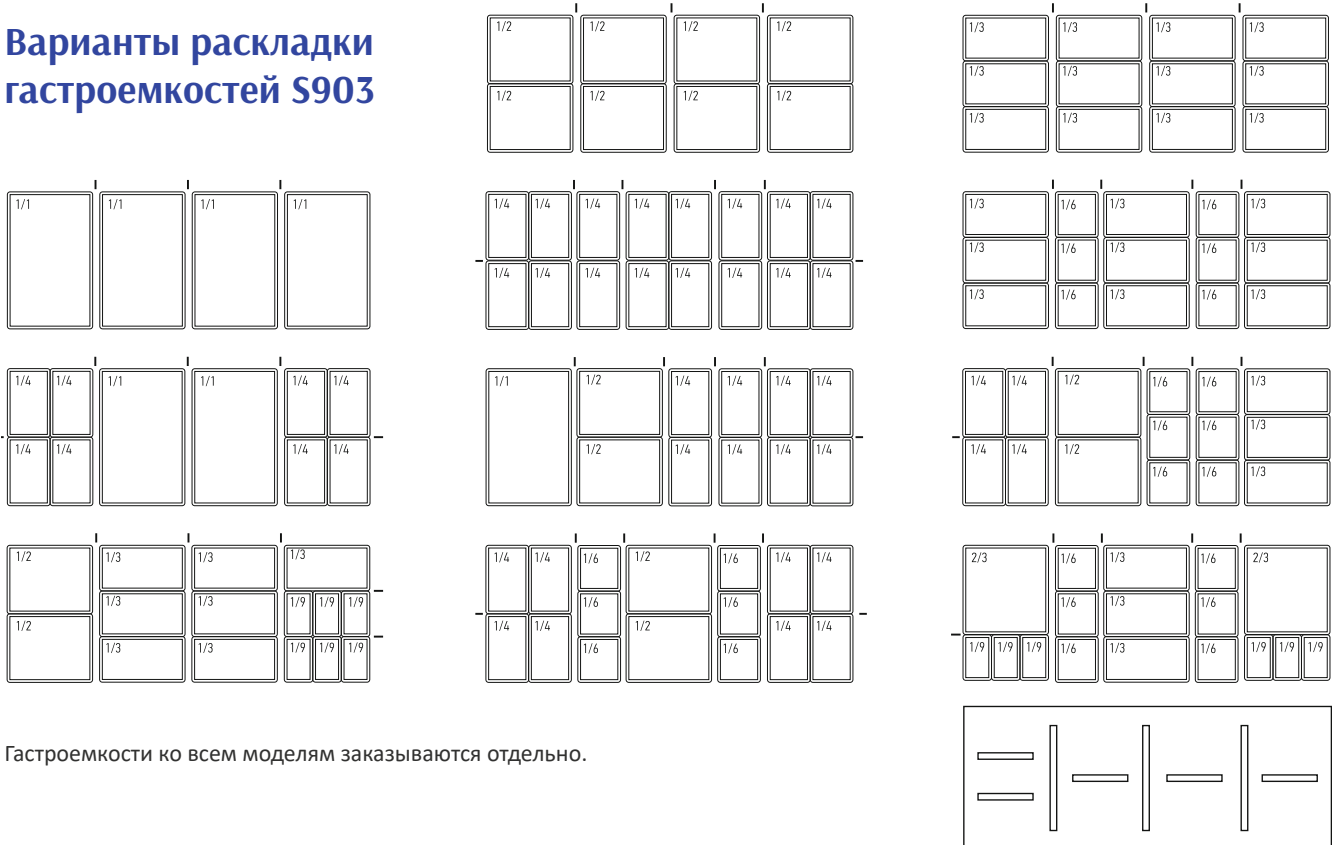 Варианты раскладки
гастроемкостей S903
1/2 1/2 1/2 1/2
1/2 1/2 1/2 1/2
1/3 1/3 1/3 1/3
1/3 1/3 1/3 1/3
1/3 1/3 1/3 1/3
1/1 1/1 1/1 1/1
1/4 1/4 1/4 1/4 1/4 1/4 1/4 1/4
1/4 1/4 1/4 1/4 1/4 1/4 1/4 1/4
1/3 1/6 1/3 1/6 1/3
1/3 1/6 1/3 1/6 1/3
1/3 1/6 1/3 1/6 1/3
1/4 1/4 1/1 1/1 1/4 1/4
1/4 1/4 1/4 1/4
1/1 1/2 1/4 1/4 1/4 1/4
1/2 1/4 1/4 1/4 1/4
1/4 1/4 1/2 1/6 1/6 1/3
1/6 1/6 1/3
1/4 1/4 1/2
1/6 1/6 1/3
1/2 1/3 1/3 1/3
1/3 1/3 1/9 1/9 1/9
1/2
1/3 1/3 1/9 1/9 1/9
1/4 1/4 1/6 1/2 1/6 1/4 1/4
1/6 1/6
1/4 1/4 1/2 1/4 1/4
1/6 1/6
2/3 1/6 1/3 1/6 2/3
1/6 1/3 1/6
1/9 1/9 1/9 1/6 1/3 1/6 1/9 1/9 1/9
Гастроемкости ко всем моделям заказываются отдельно.